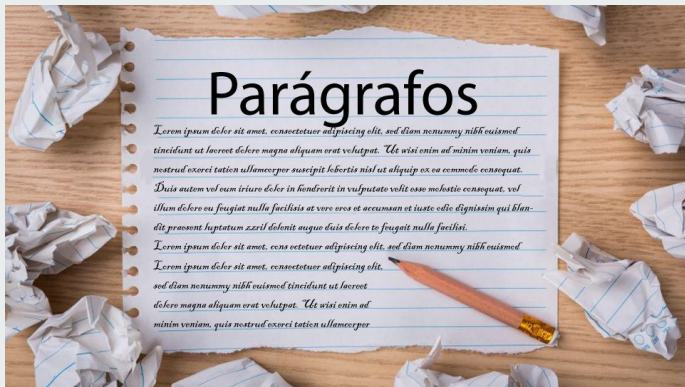 Parágrafos
Lorem ipsum dolor sit amet, consectetuer adipiscing elit, sed diam nonummy nibh euismod
tincidunt ut laoreet dolore magna aliquam erat volutpat. Ut wisi enim ad minim veniam, quis
nostrud exerci tation ullamcorper suscipit lobortis nisl ut aliquip ex ea commodo consequat.
Duis autem vel eum iriure dolor in hendrerit in vulputate velit esse molestie consequat, vel
illum dolore eu feugiat nulla facilisis at vero eros et accumsan et iusto odio dignissim qui blan-
dit praesent luptatum zzril delenit augue duis dolore te feugait nulla facilisi.
Lorem ipsum dolor sit amet, cons ectetuer adipiscing elit, sed diam nonummy nibh euismod
Lorem ipsum dolor sit amet, consectetuer adipiscing elit,
sed diam nonummy nibh euismod tincidunt ut laoreet
dolore magna aliquam erat volutpat. Ut wisi enim ad
minim veniam, quis nostrud exerci tation ullamcorper